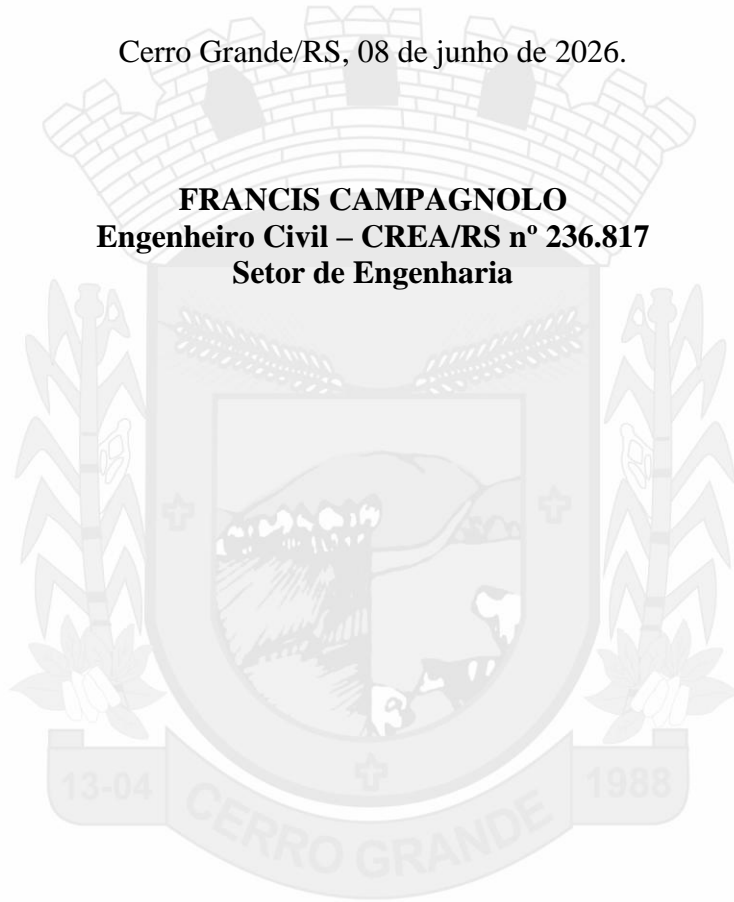 Cerro Grande/RS, 08 de junho de 2026.
FRANCIS CAMPAGNOLO
Engenheiro Civil – CREA/RS nº 236.817
Setor de Engenharia
13-04
CERRO GRANDE
1988